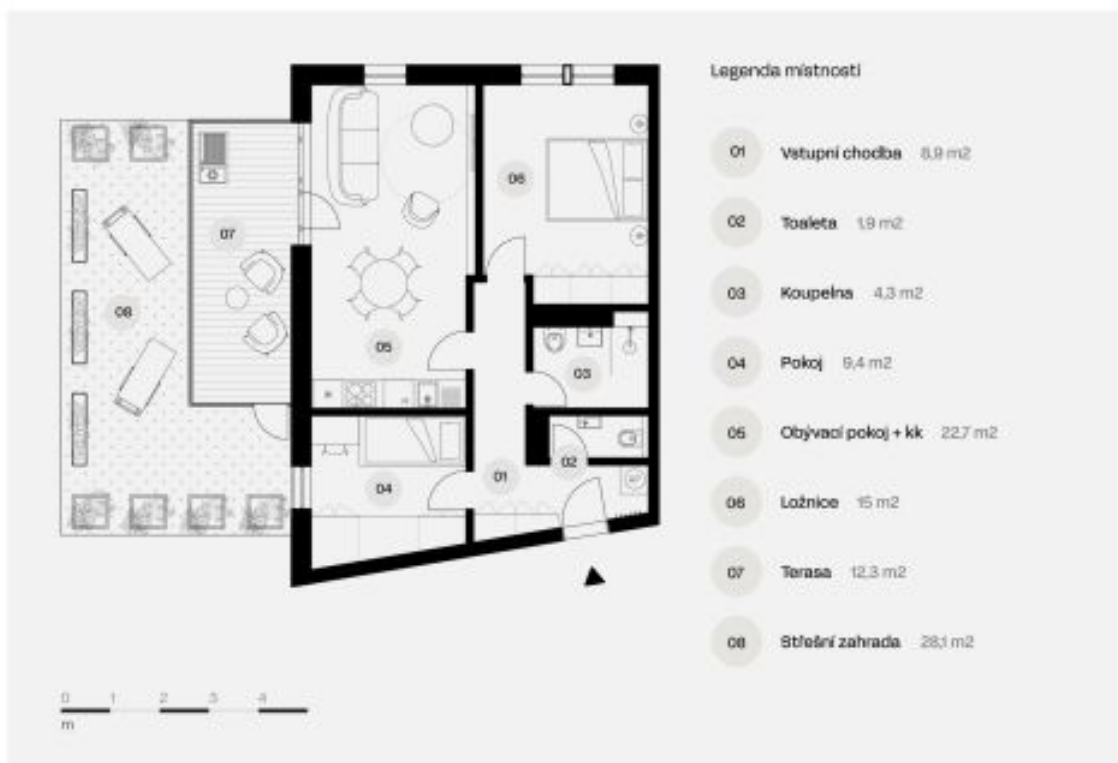 Legenda místností
01 Vstupní chodba 8,9 m2
02 Toaleta 1,9 m2
03 Koupelna 4,3 m2
04 Pokoj 9,4 m2
05 Obývací pokoj + kk 22,7 m2
06 Ložnice 15 m2
07 Terasa 12,3 m2
08 Střešní zahrada 28,1 m2
06
07
08
05
03
04
01
02
0 1 2 3 4
m